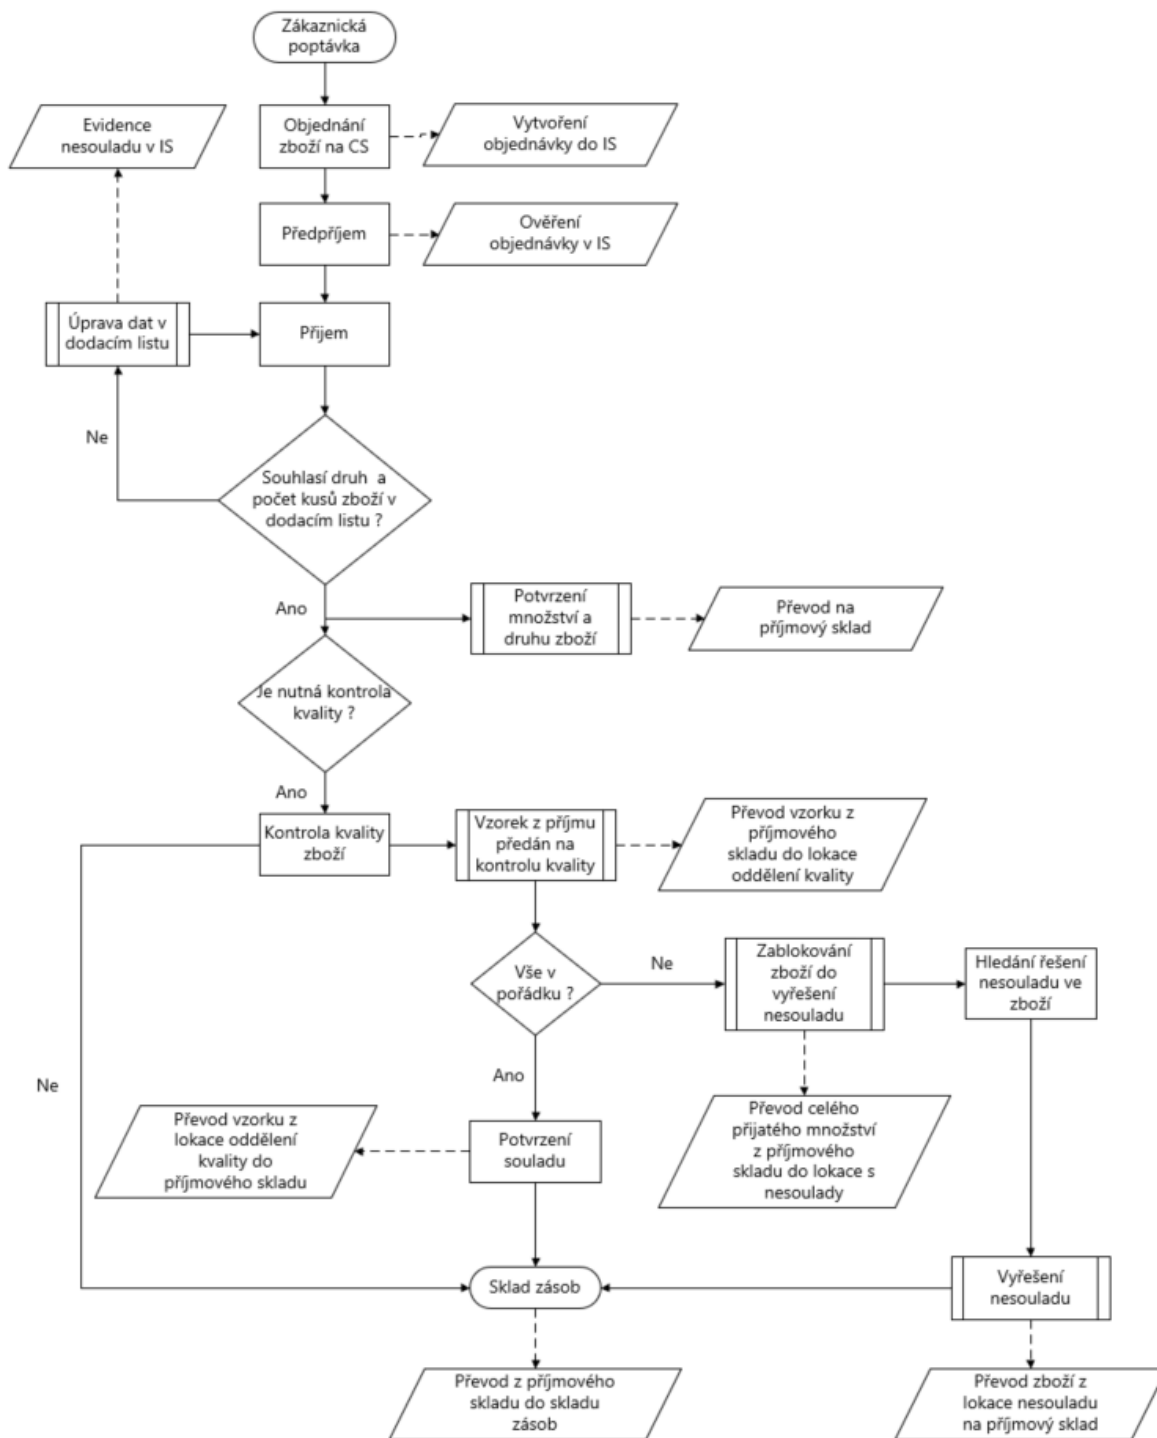 Zákaznická
poptávka
Evidence
nesouladu v IS
Objednání
zboží na CS
Vytvoření
objednávky do IS
Předpříjem
Ověření
objednávky v IS
Úprava dat v
dodacím listu
Přijem
Ne
Souhlasí druh a
počet kusů zboží v
dodacím listu ?
Ano
Potvrzení
množství a
druhu zboží
Převod na
příjmový sklad
Je nutná kontrola
kvality ?
Ano
Kontrola kvality
zboží
Vzorek z příjmu
předán na
kontrolu kvality
Převod vzorku z
příjmového
skladu do lokace
oddělení kvality
Vše v
pořádku ?
Ne
Zablokování
zboží do
vyřešení
nesouladu
Hledání řešení
nesouladu ve
zboží
Ne
Ano
Převod vzorku z
lokace oddělení
kvality do
příjmového skladu
Potvrzení
souladu
Převod celého
přijatého množství
z příjmového
skladu do lokace s
nesoulady
Sklad zásob
Vyřešení
nesouladu
Převod z příjmového
skladu do skladu
zásob
Převod zboží z
lokace nesouladu
na příjmový sklad